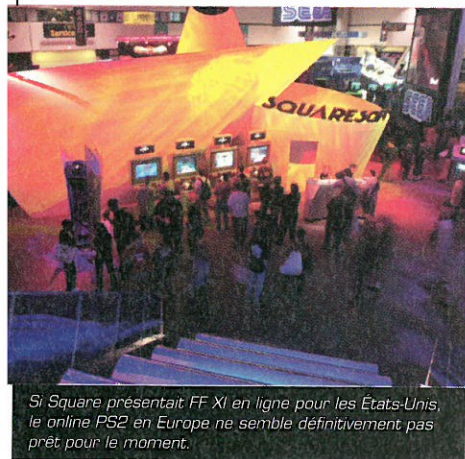 SEGA
SQUARESO
Si Square présentait FF XI en ligne pour les États-Unis,
le online PS2 en Europe ne semble définitivement pas
prêt pour le moment.